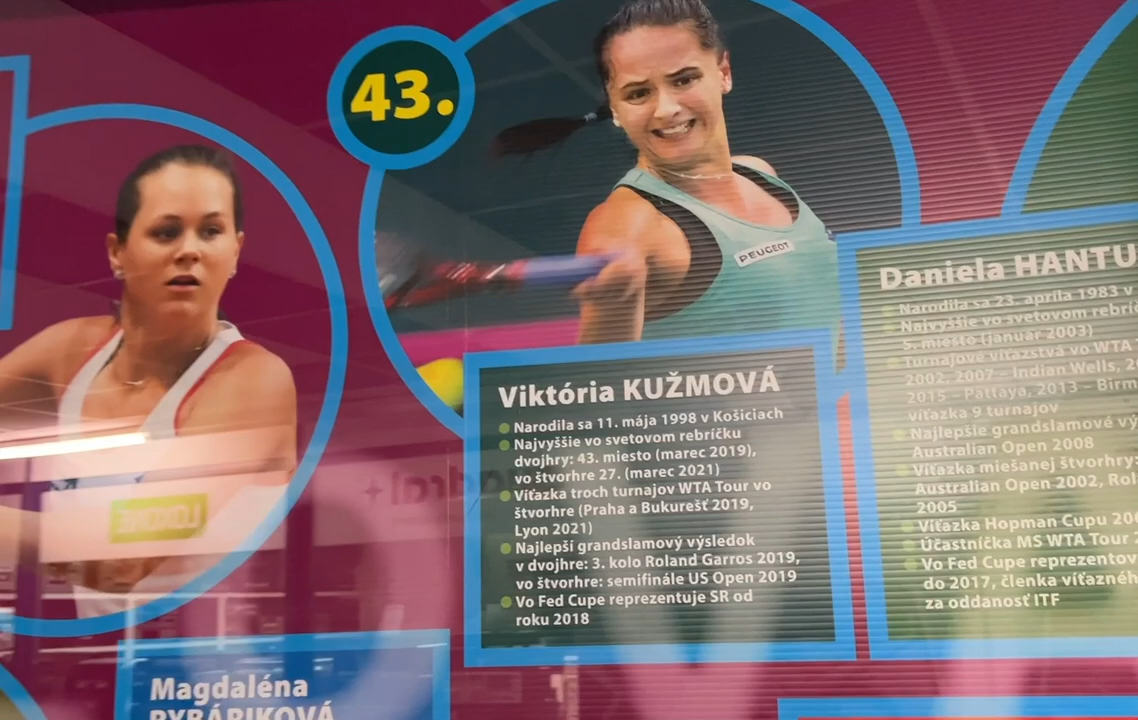 43.
PEUGEOT
Viktória KUŽMOVÁ
Narodila sa 11. mája 1998 v Košiciach
Najvyššie vo svetovom rebríčku
dvojhry: 43. miesto (marec 2019),
vo štvorhre 27. (marec 2021)
Víťazka troch turnajov WTA Tour vo
štvorhre (Praha a Bukurešť 2019,
Lyon 2021)
Najlepší grandslamový výsledok
v dvojhre: 3. kolo Roland Garros 2019,
vo štvorhre: semifinále US Open 2019
Vo Fed Cupe reprezentuje SR od
roku 2018
Daniela HANTU
Narodila sa 23. apríla 1983 v
Najvyššie vo svetovom
5. miesto (január 2003)
Turnajové víťazstvá vo WTA
2002, 2007 – Indian Wells,
2015 – Pattaya, 2013 – Birm
víťazka 9 turnajov
Najlepšie grandslamové vý
Australian Open 2008
Víťazka miešanej štvorhry:
Australian Open 2002, Rol
2005
Víťazka Hopman Cupu 200
Účastníčka MS WTA Tour 2
Vo Fed Cupe reprezentov
do 2017, členka víťazného
za oddanosť ITF
Magdaléna
RYBÁRIKOVÁ